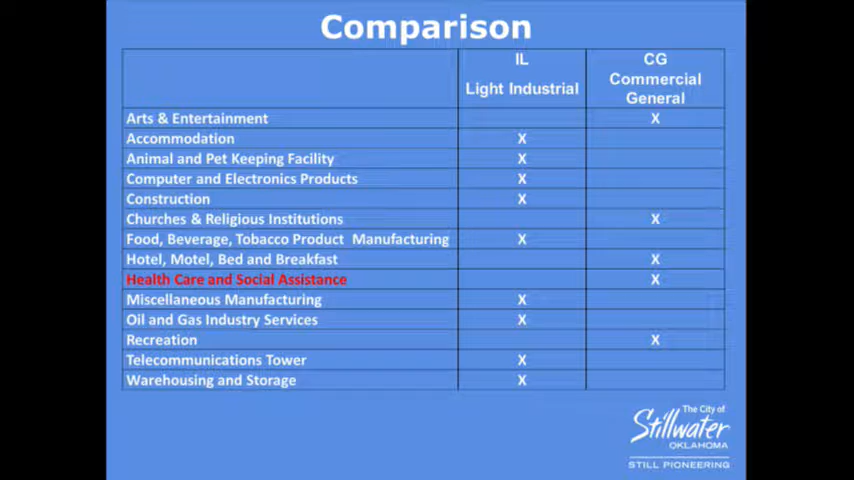 Comparison
IL CG
Light Industrial Commercial
General
Arts & Entertainment X
Accommodation X
Animal and Pet Keeping Facility X
Computer and Electronics Products X
Construction X
Churches & Religious Institutions X
Food, Beverage, Tobacco Product Manufacturing X
Hotel, Motel, Bed and Breakfast X
Health Care and Social Assistance X
Miscellaneous Manufacturing X
Oil and Gas Industry Services X
Recreation X
Telecommunications Tower X
Warehousing and Storage X
The City of
Stillwater
OKLAHOMA
STILL PIONEERING